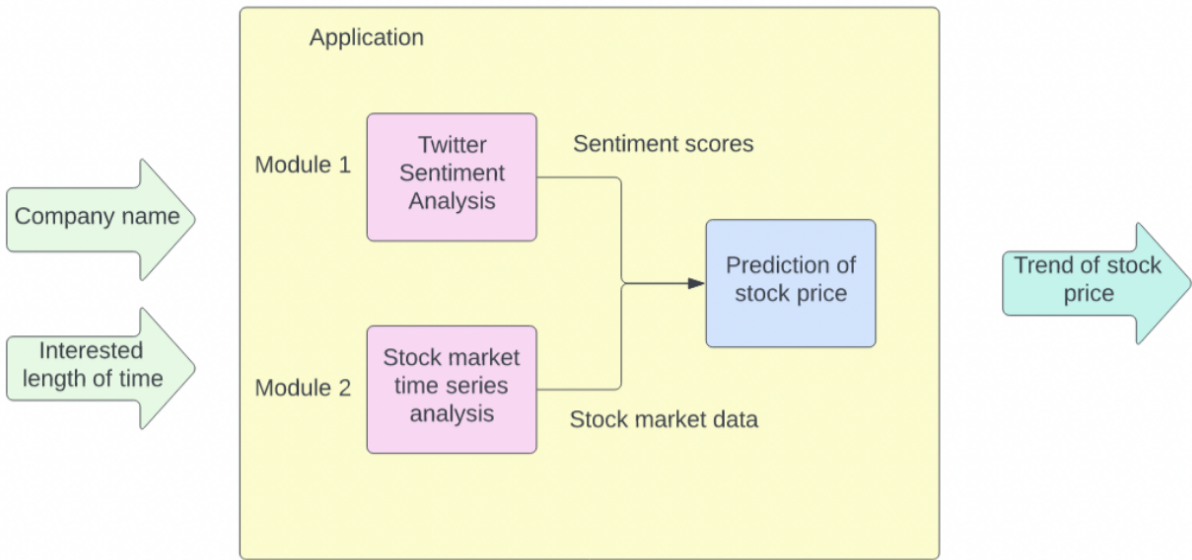 Application
Company name
Interested
length of time
Module 1
Twitter
Sentiment
Analysis
Sentiment scores
Module 2
Stock market
time series
analysis
Stock market data
Prediction of
stock price
Trend of stock
price